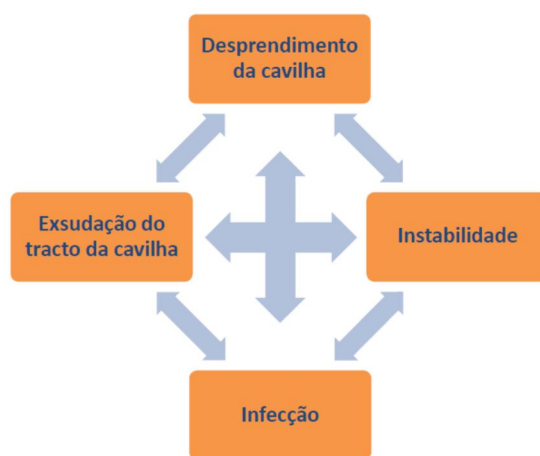 Desprendimento
da cavilha
Exsudação do
tracto da cavilha
Instabilidade
Infecção